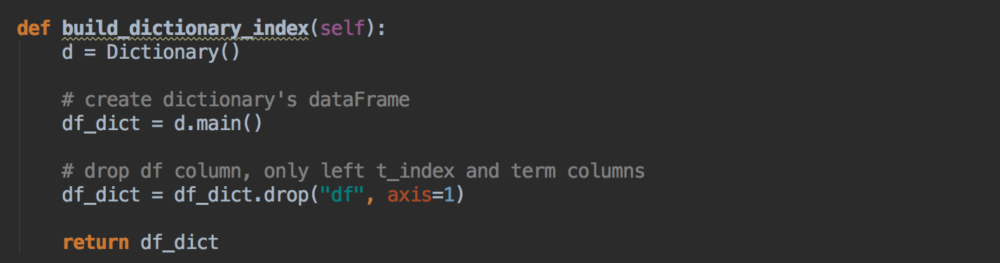 def build_dictionary_index(self):
    d = Dictionary()
    # create dictionary's dataFrame
    df_dict = d.main()
    # drop df column, only left t_index and term columns
    df_dict = df_dict.drop("df", axis=1)
    return df_dict